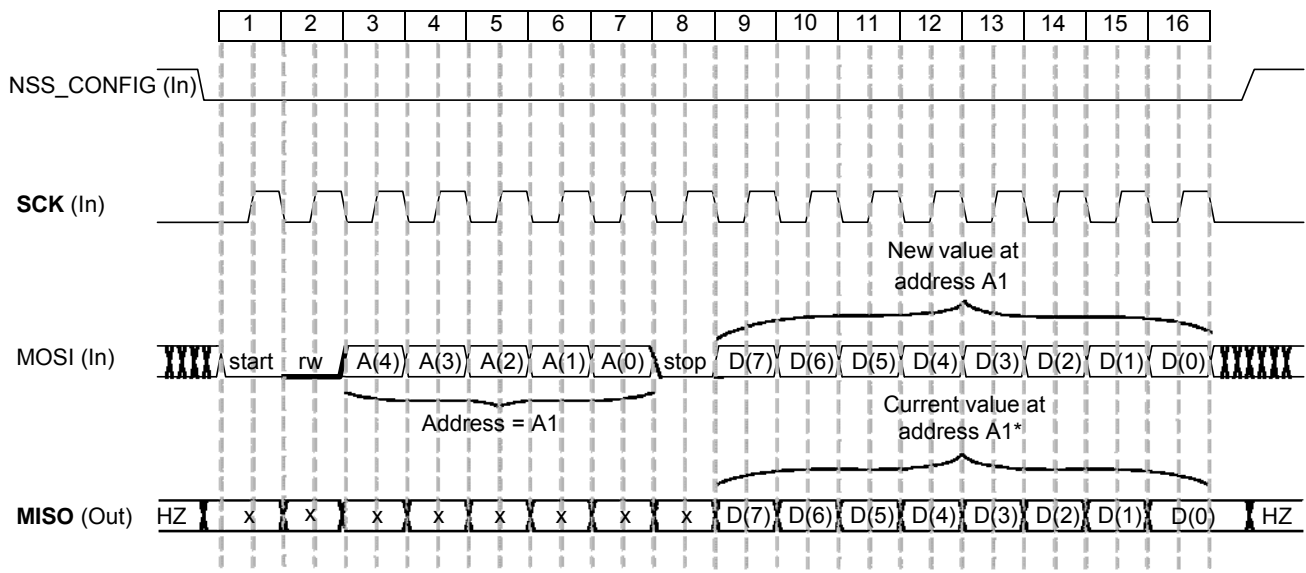 1 2 3 4 5 6 7 8 9 10 11 12 13 14 15 16
NSS_CONFIG (In)
SCK (In)
New value at
address A1
MOSI (In) start rw A(4) A(3) A(2) A(1) A(0) stop D(7) D(6) D(5) D(4) D(3) D(2) D(1) D(0)
Address = A1
Current value at
address A1*
MISO (Out) HZ x x x x x x x x D(7) D(6) D(5) D(4) D(3) D(2) D(1) D(0) HZ